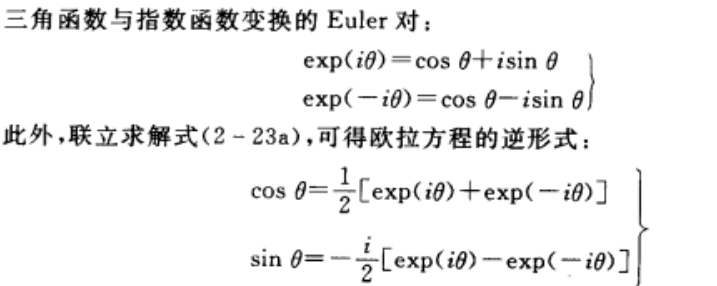 三角函数与指数函数变换的 Euler 对：
exp(iθ)=cos θ+isin θ
exp(−iθ)=cos θ−isin θ
此外,联立求解式(2-23a),可得欧拉方程的逆形式：
cos θ=1/2[exp(iθ)+exp(−iθ)]
sin θ=−i/2[exp(iθ)−exp(−iθ)]